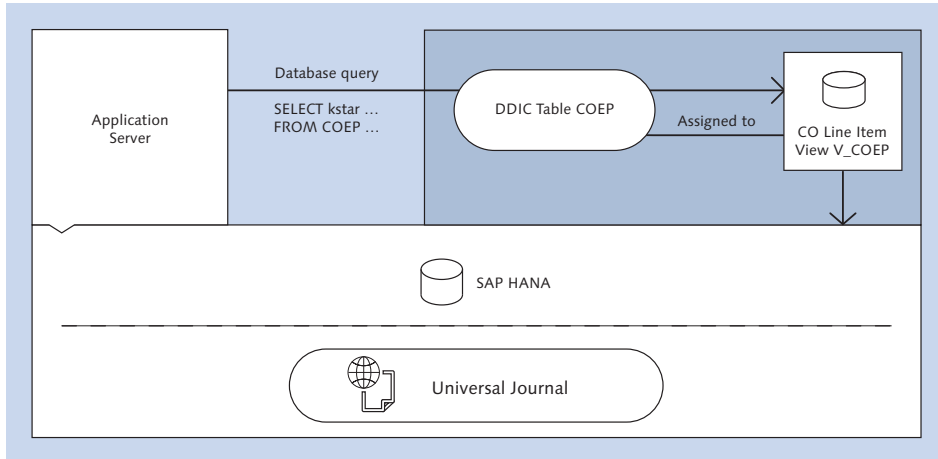 Application
Server
Database query
SELECT kstar …
FROM COEP …
DDIC Table COEP
Assigned to
CO Line Item
View V_COEP
SAP HANA
Universal Journal